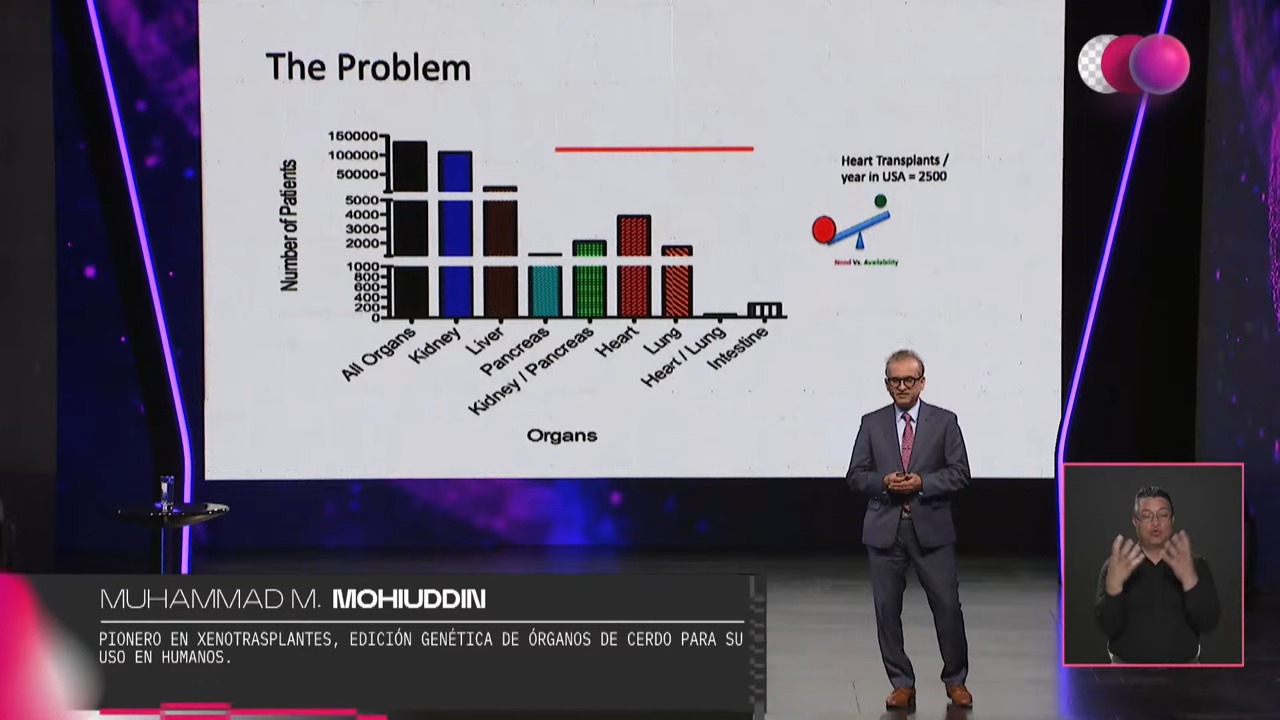 The Problem
150000
100000
50000
5000
4000
3000
2000
1000
800
600
400
200
0
Number of Patients
All Organs
Kidney
Liver
Pancreas
Kidney / Pancreas
Heart
Lung
Heart / Lung
Intestine
Organs
Heart Transplants /
year in USA = 2500
Need Vs. Availability
MUHAMMAD M. MOHIUDDIN
PIONERO EN XENOTRASPLANTES, EDICIÓN GENÉTICA DE ÓRGANOS DE CERDO PARA SU
USO EN HUMANOS.